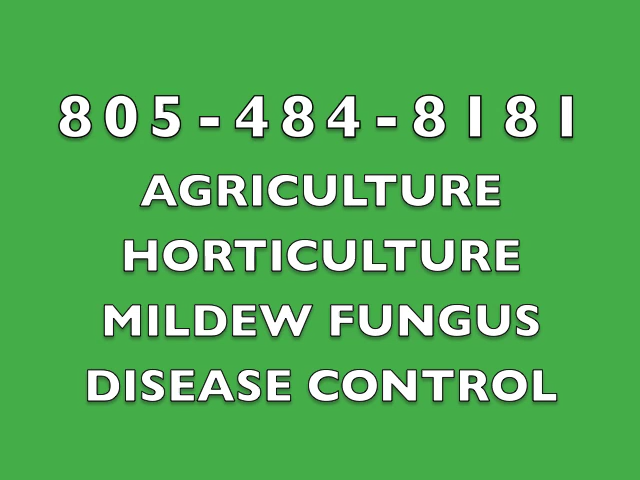 805-484-8181
AGRICULTURE
HORTICULTURE
MILDEW FUNGUS
DISEASE CONTROL